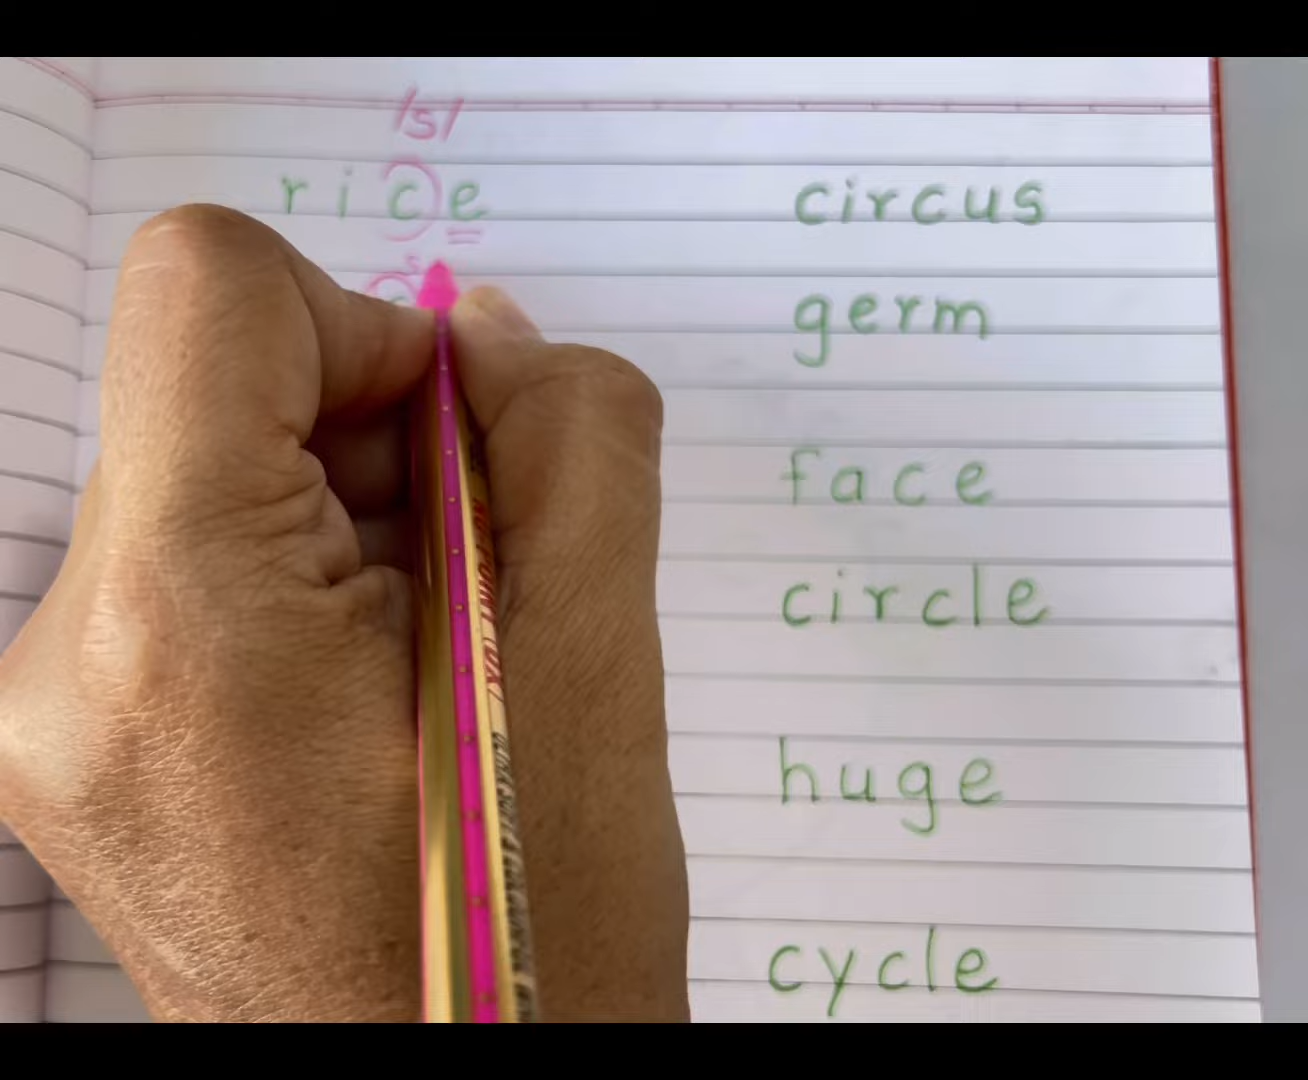 /s/
rice circus
s
c germ
face
circle
huge
cycle